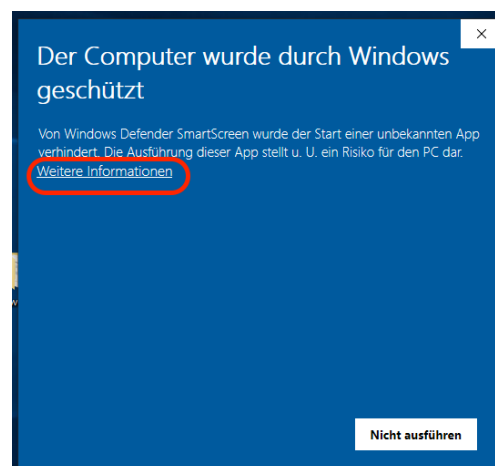 Der Computer wurde durch Windows
geschützt
Von Windows Defender SmartScreen wurde der Start einer unbekannten App
verhindert. Die Ausführung dieser App stellt u. U. ein Risiko für den PC dar.
Weitere Informationen
Nicht ausführen